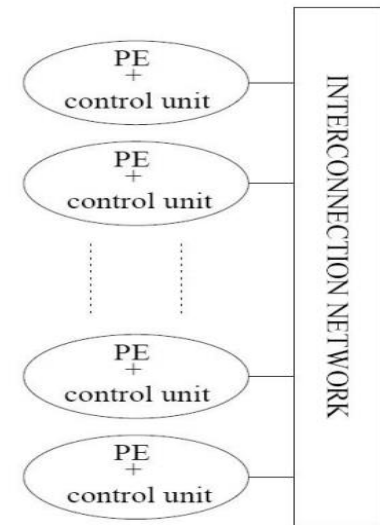 PE
+
control unit
PE
+
control unit
PE
+
control unit
PE
+
control unit
INTERCONNECTION NETWORK